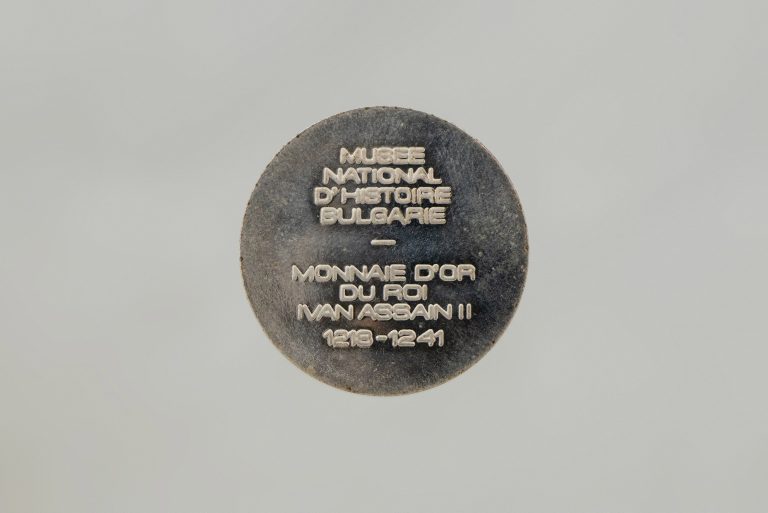 MUSEE
NATIONAL
D'HISTOIRE
BULGARIE
—
MONNAIE D'OR
DU ROI
IVAN ASSAIN II
1218-1241